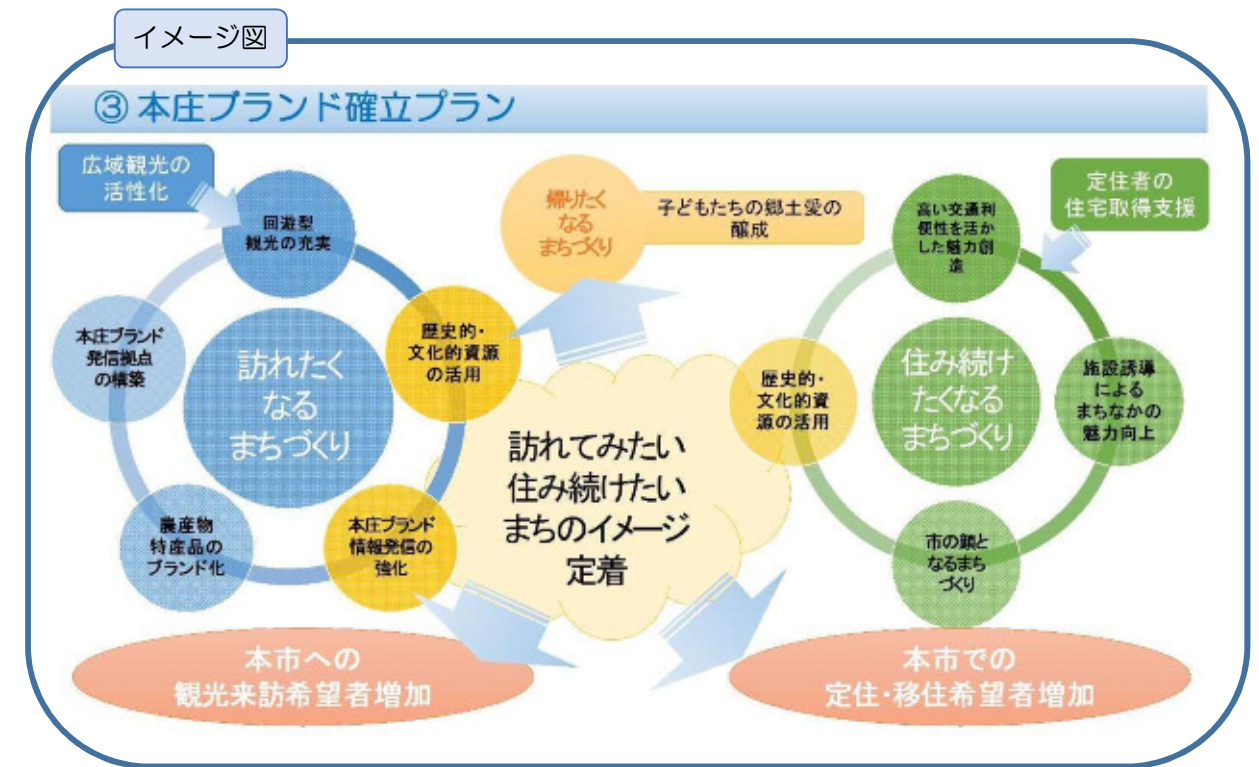 イメージ図
③ 本庄ブランド確立プラン
広域観光の
活性化
回遊型
観光の充実
本庄ブランド
発信拠点
の構築
訪れたく
なる
まちづくり
歴史的・
文化的資源
の活用
農産物
特産品の
ブランド化
本庄ブランド
情報発信の
強化
帰りたく
なる
まちづくり
子どもたちの郷土愛の
醸成
訪れてみたい
住み続けたい
まちのイメージ
定着
定住者の
住宅取得支援
高い交通利
便性を活か
した魅力創
造
歴史的・
文化的資
源の活用
住み続け
たくなる
まちづくり
施設誘導
による
まちなかの
魅力向上
市の顔と
なるまち
づくり
本市への
観光来訪希望者増加
本市での
定住・移住希望者増加